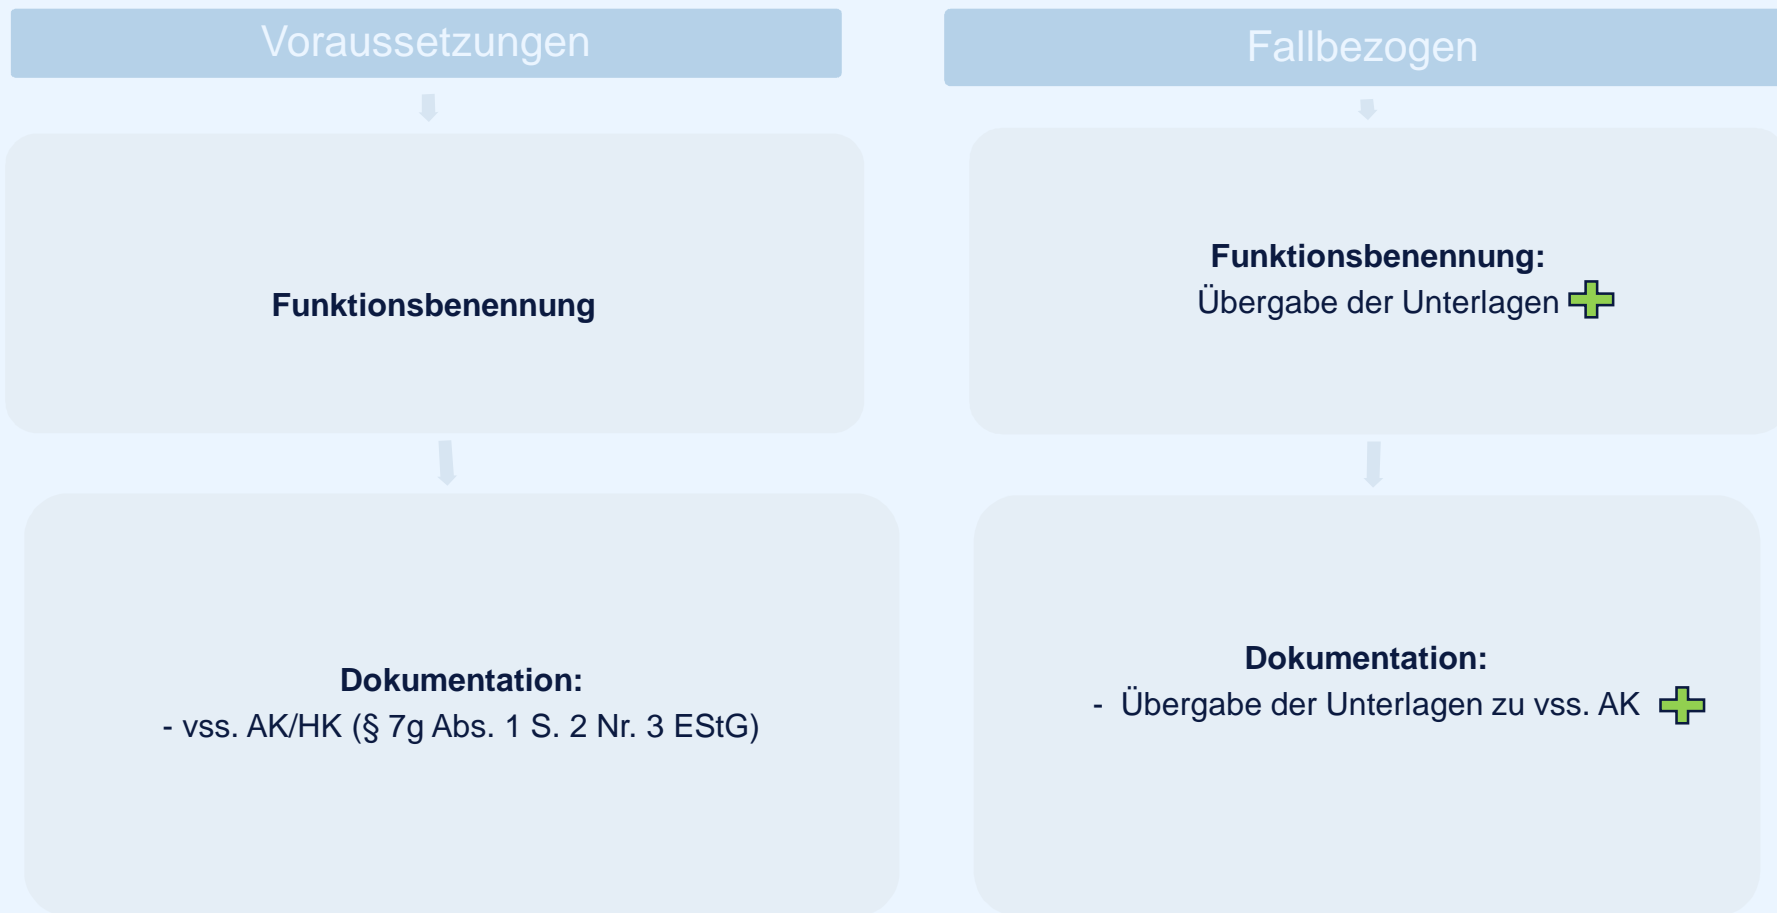 Voraussetzungen
Funktionsbenennung
Dokumentation:
- vss. AK/HK (§ 7g Abs. 1 S. 2 Nr. 3 EStG)
Fallbezogen
Funktionsbenennung:
Übergabe der Unterlagen
Dokumentation:
- Übergabe der Unterlagen zu vss. AK